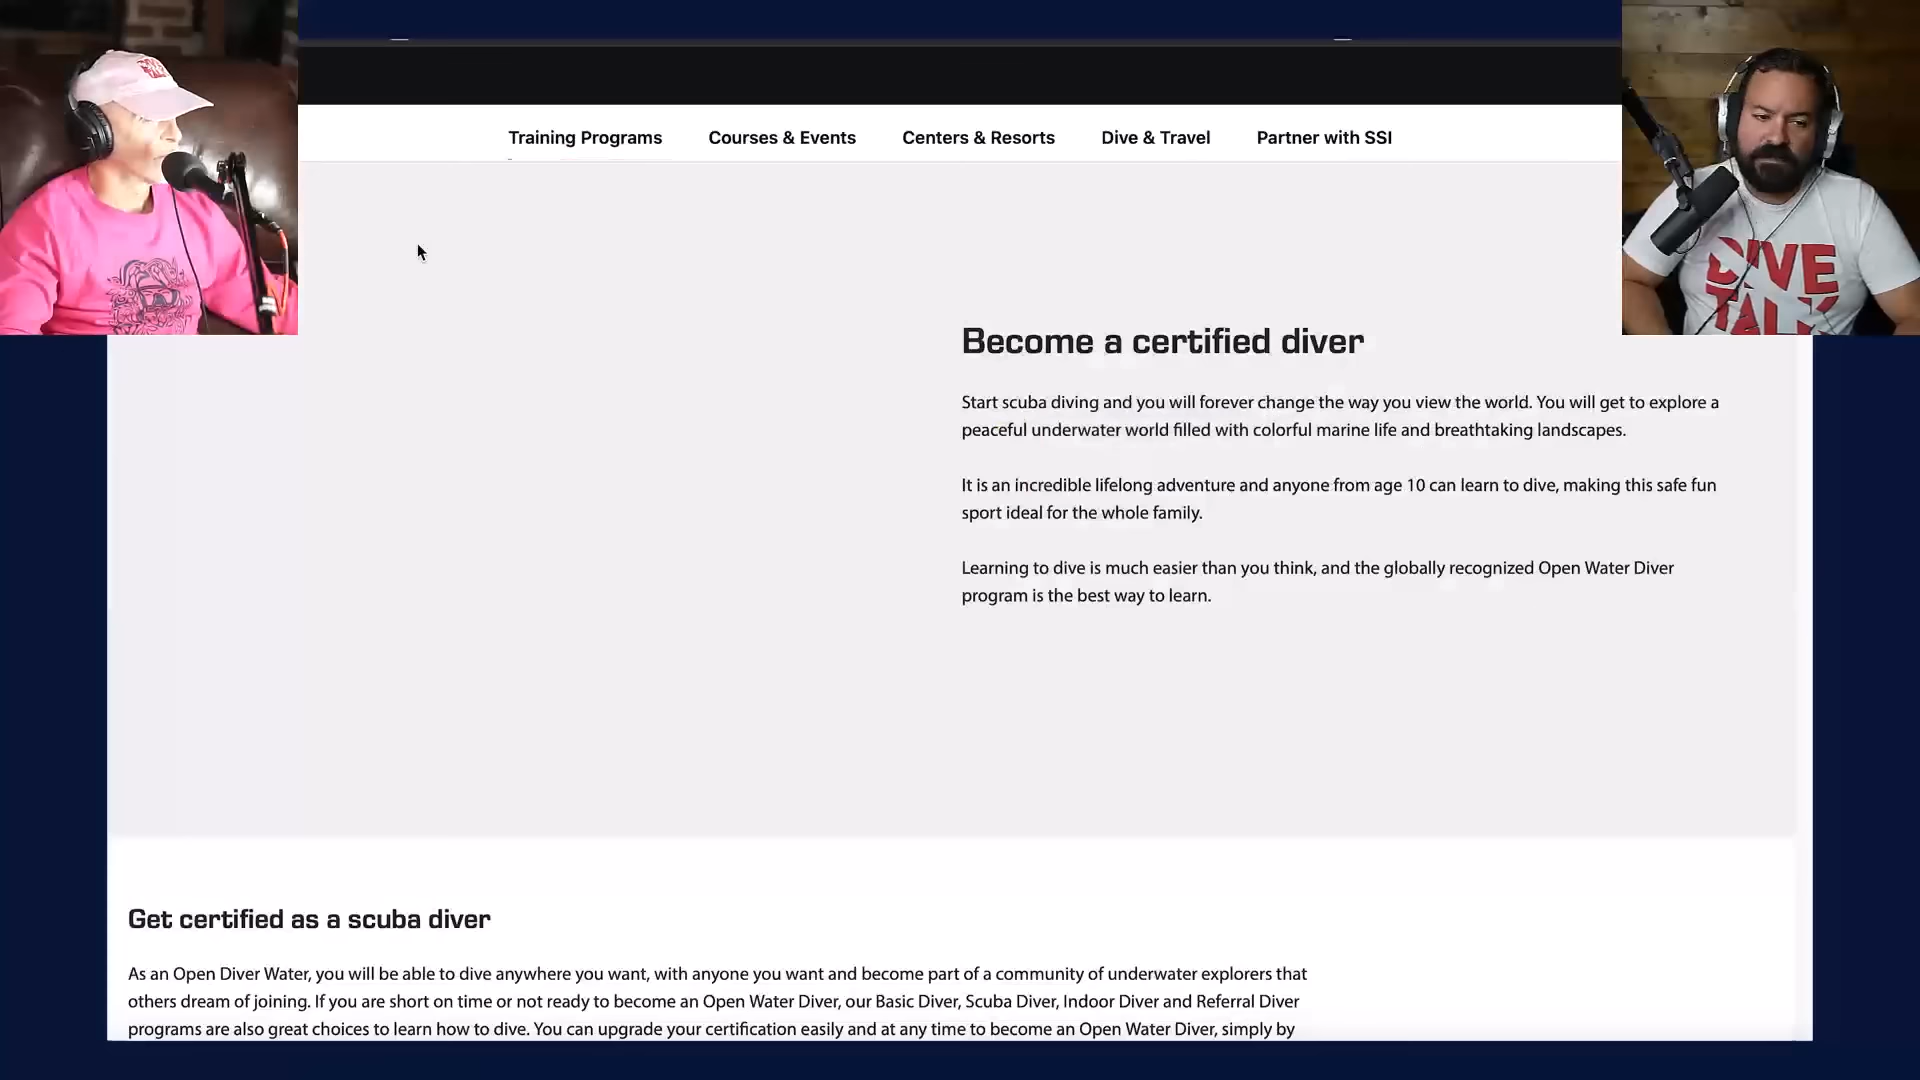 DIVE
TALK
Training Programs Courses & Events Centers & Resorts Dive & Travel Partner with SSI
DIVE
TALK
Become a certified diver
Start scuba diving and you will forever change the way you view the world. You will get to explore a
peaceful underwater world filled with colorful marine life and breathtaking landscapes.
It is an incredible lifelong adventure and anyone from age 10 can learn to dive, making this safe fun
sport ideal for the whole family.
Learning to dive is much easier than you think, and the globally recognized Open Water Diver
program is the best way to learn.
Get certified as a scuba diver
As an Open Diver Water, you will be able to dive anywhere you want, with anyone you want and become part of a community of underwater explorers that
others dream of joining. If you are short on time or not ready to become an Open Water Diver, our Basic Diver, Scuba Diver, Indoor Diver and Referral Diver
programs are also great choices to learn how to dive. You can upgrade your certification easily and at any time to become an Open Water Diver, simply by